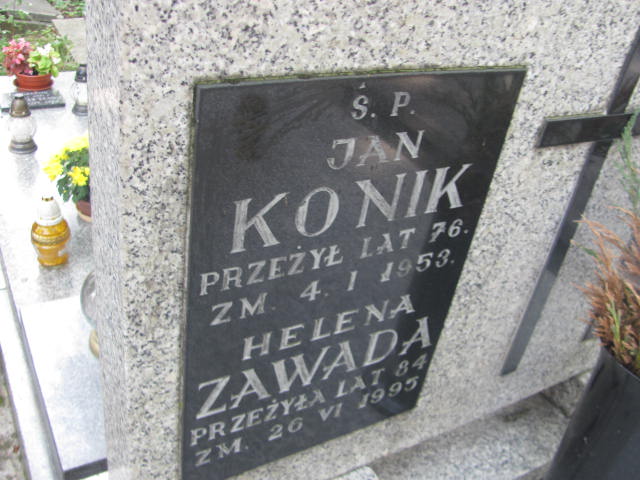 Ś. P.
JAN
KONIK
PRZEŻYŁ LAT 76.
ZM. 4. I 1953.
HELENA
ZAWADA
PRZEŻYŁA LAT 84
ZM. 26 VI 1995